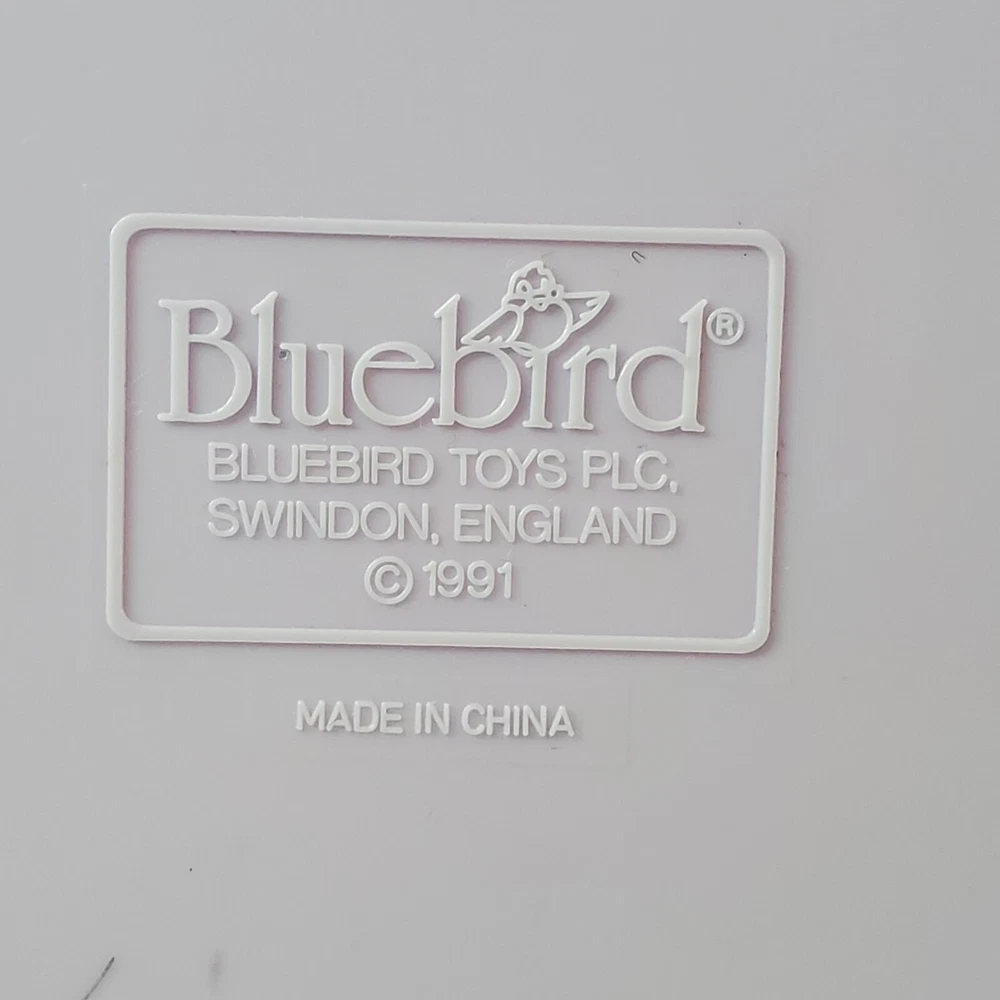 Bluebird®
BLUEBIRD TOYS PLC,
SWINDON, ENGLAND
© 1991
MADE IN CHINA